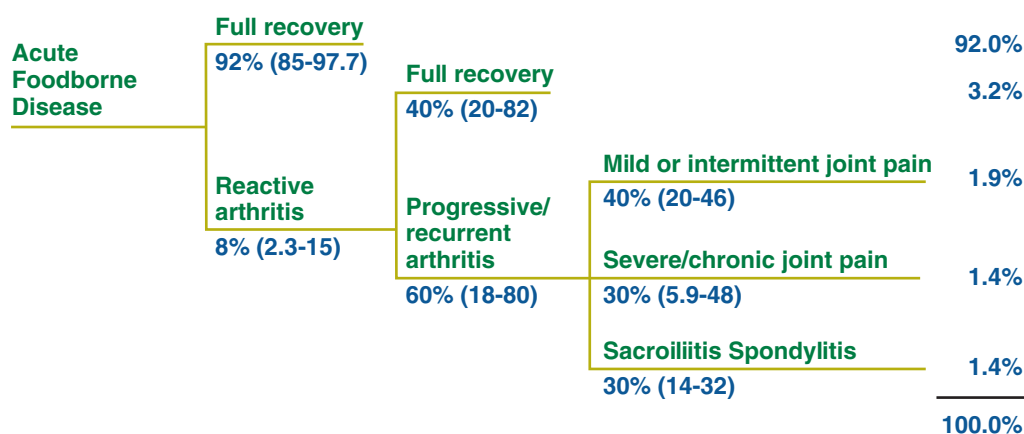 Acute
Foodborne
Disease
Full recovery
92% (85-97.7)
92.0%
Full recovery
40% (20-82)
3.2%
Reactive
arthritis
8% (2.3-15)
Progressive/
recurrent
arthritis
60% (18-80)
Mild or intermittent joint pain
40% (20-46)
1.9%
Severe/chronic joint pain
30% (5.9-48)
1.4%
Sacroiliitis Spondylitis
30% (14-32)
1.4%
100.0%